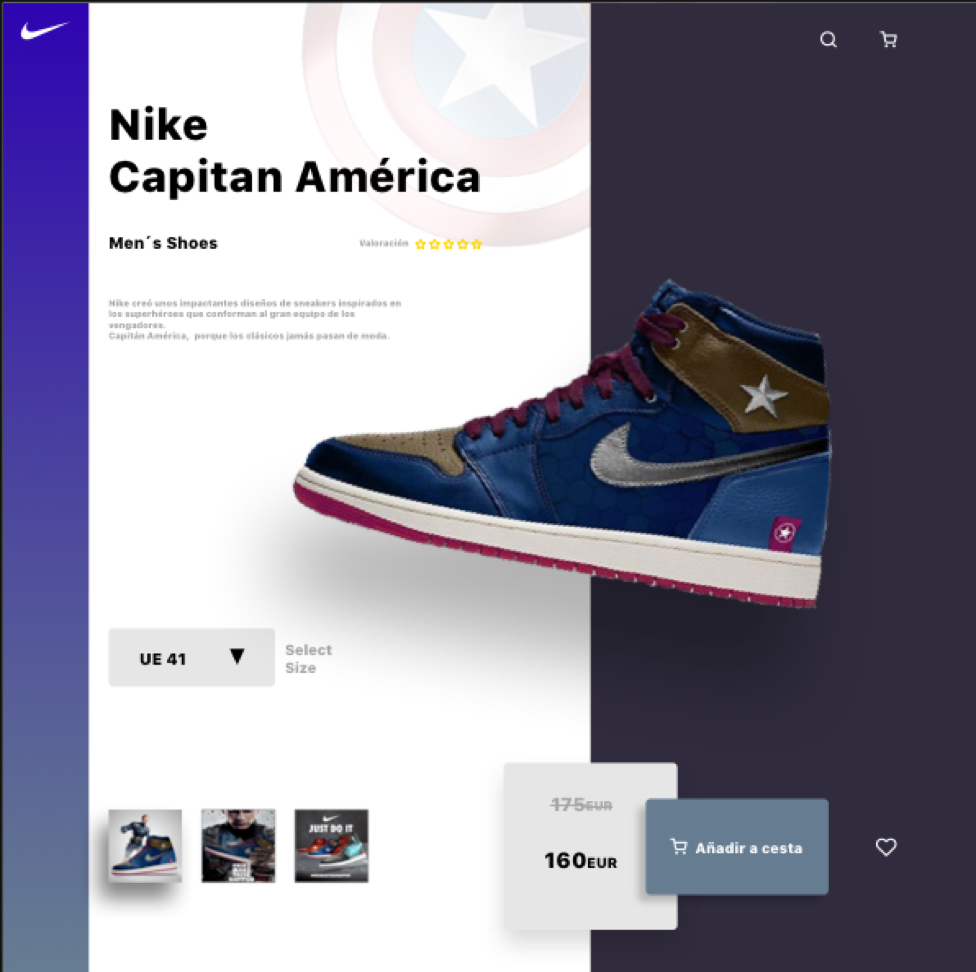 Nike
Capitan América
Men´s Shoes
Valoración
Nike creó unos impactantes diseños de sneakers inspirados en
los superhéroes que conforman al gran equipo de los
vengadores.
Capitán América, porque los clásicos jamás pasan de moda.
UE 41
Select
Size
JUST DO IT
175EUR
160EUR
Añadir a cesta